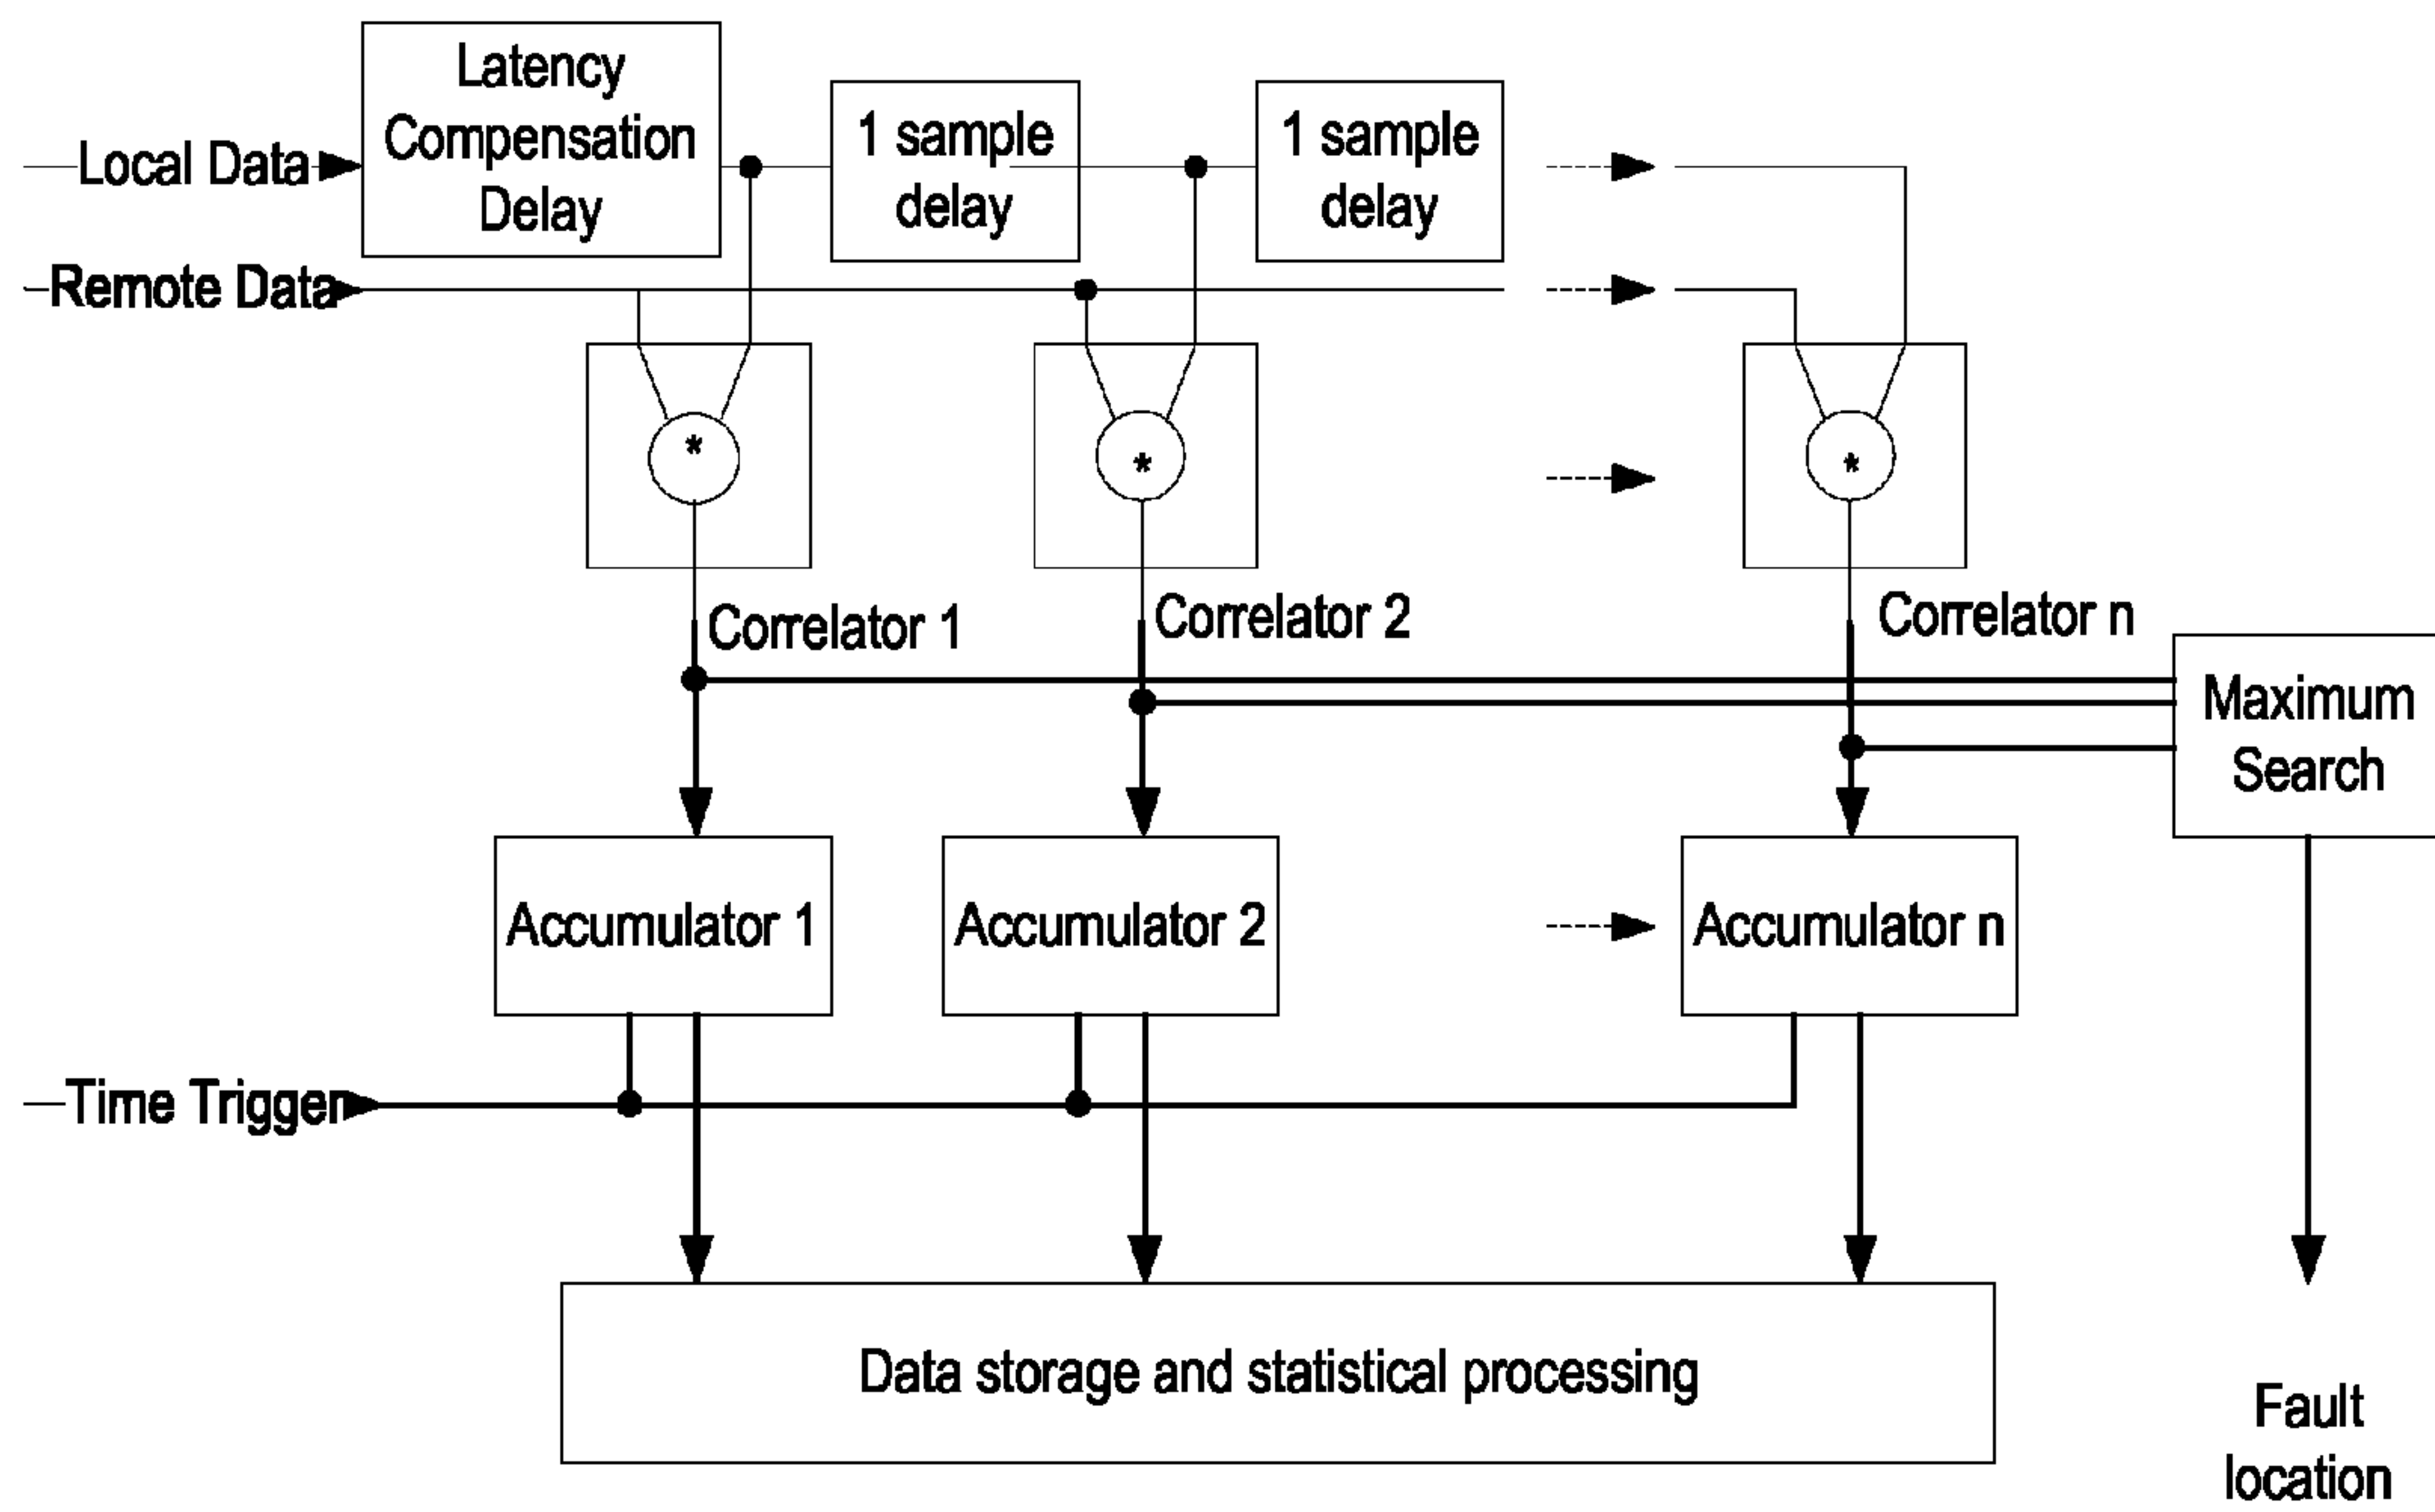 Latency
Compensation
Delay
1 sample
delay
1 sample
delay
Local Data
Remote Data
*
*
*
Correlator 1
Correlator 2
Correlator n
Maximum
Search
Accumulator 1
Accumulator 2
Accumulator n
Time Trigger
Data storage and statistical processing
Fault
location